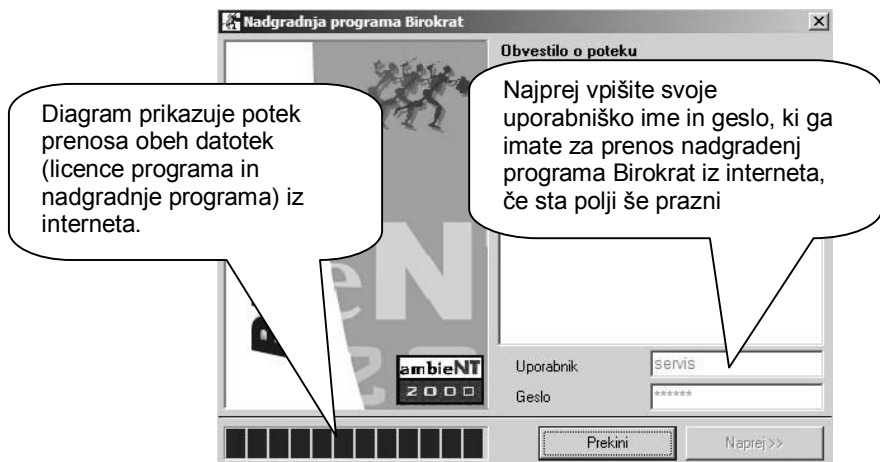 Nadgradnja programa Birokrat
Obvestilo o poteku
Diagram prikazuje potek
prenosa obeh datotek
(licence programa in
nadgradnje programa) iz
interneta.
Najprej vpišite svoje
uporabniško ime in geslo, ki ga
imate za prenos nadgradenj
programa Birokrat iz interneta,
če sta polji še prazni
eNT
ambieNT
2000
Uporabnik
servis
Geslo
******
Prekini
Naprej >>